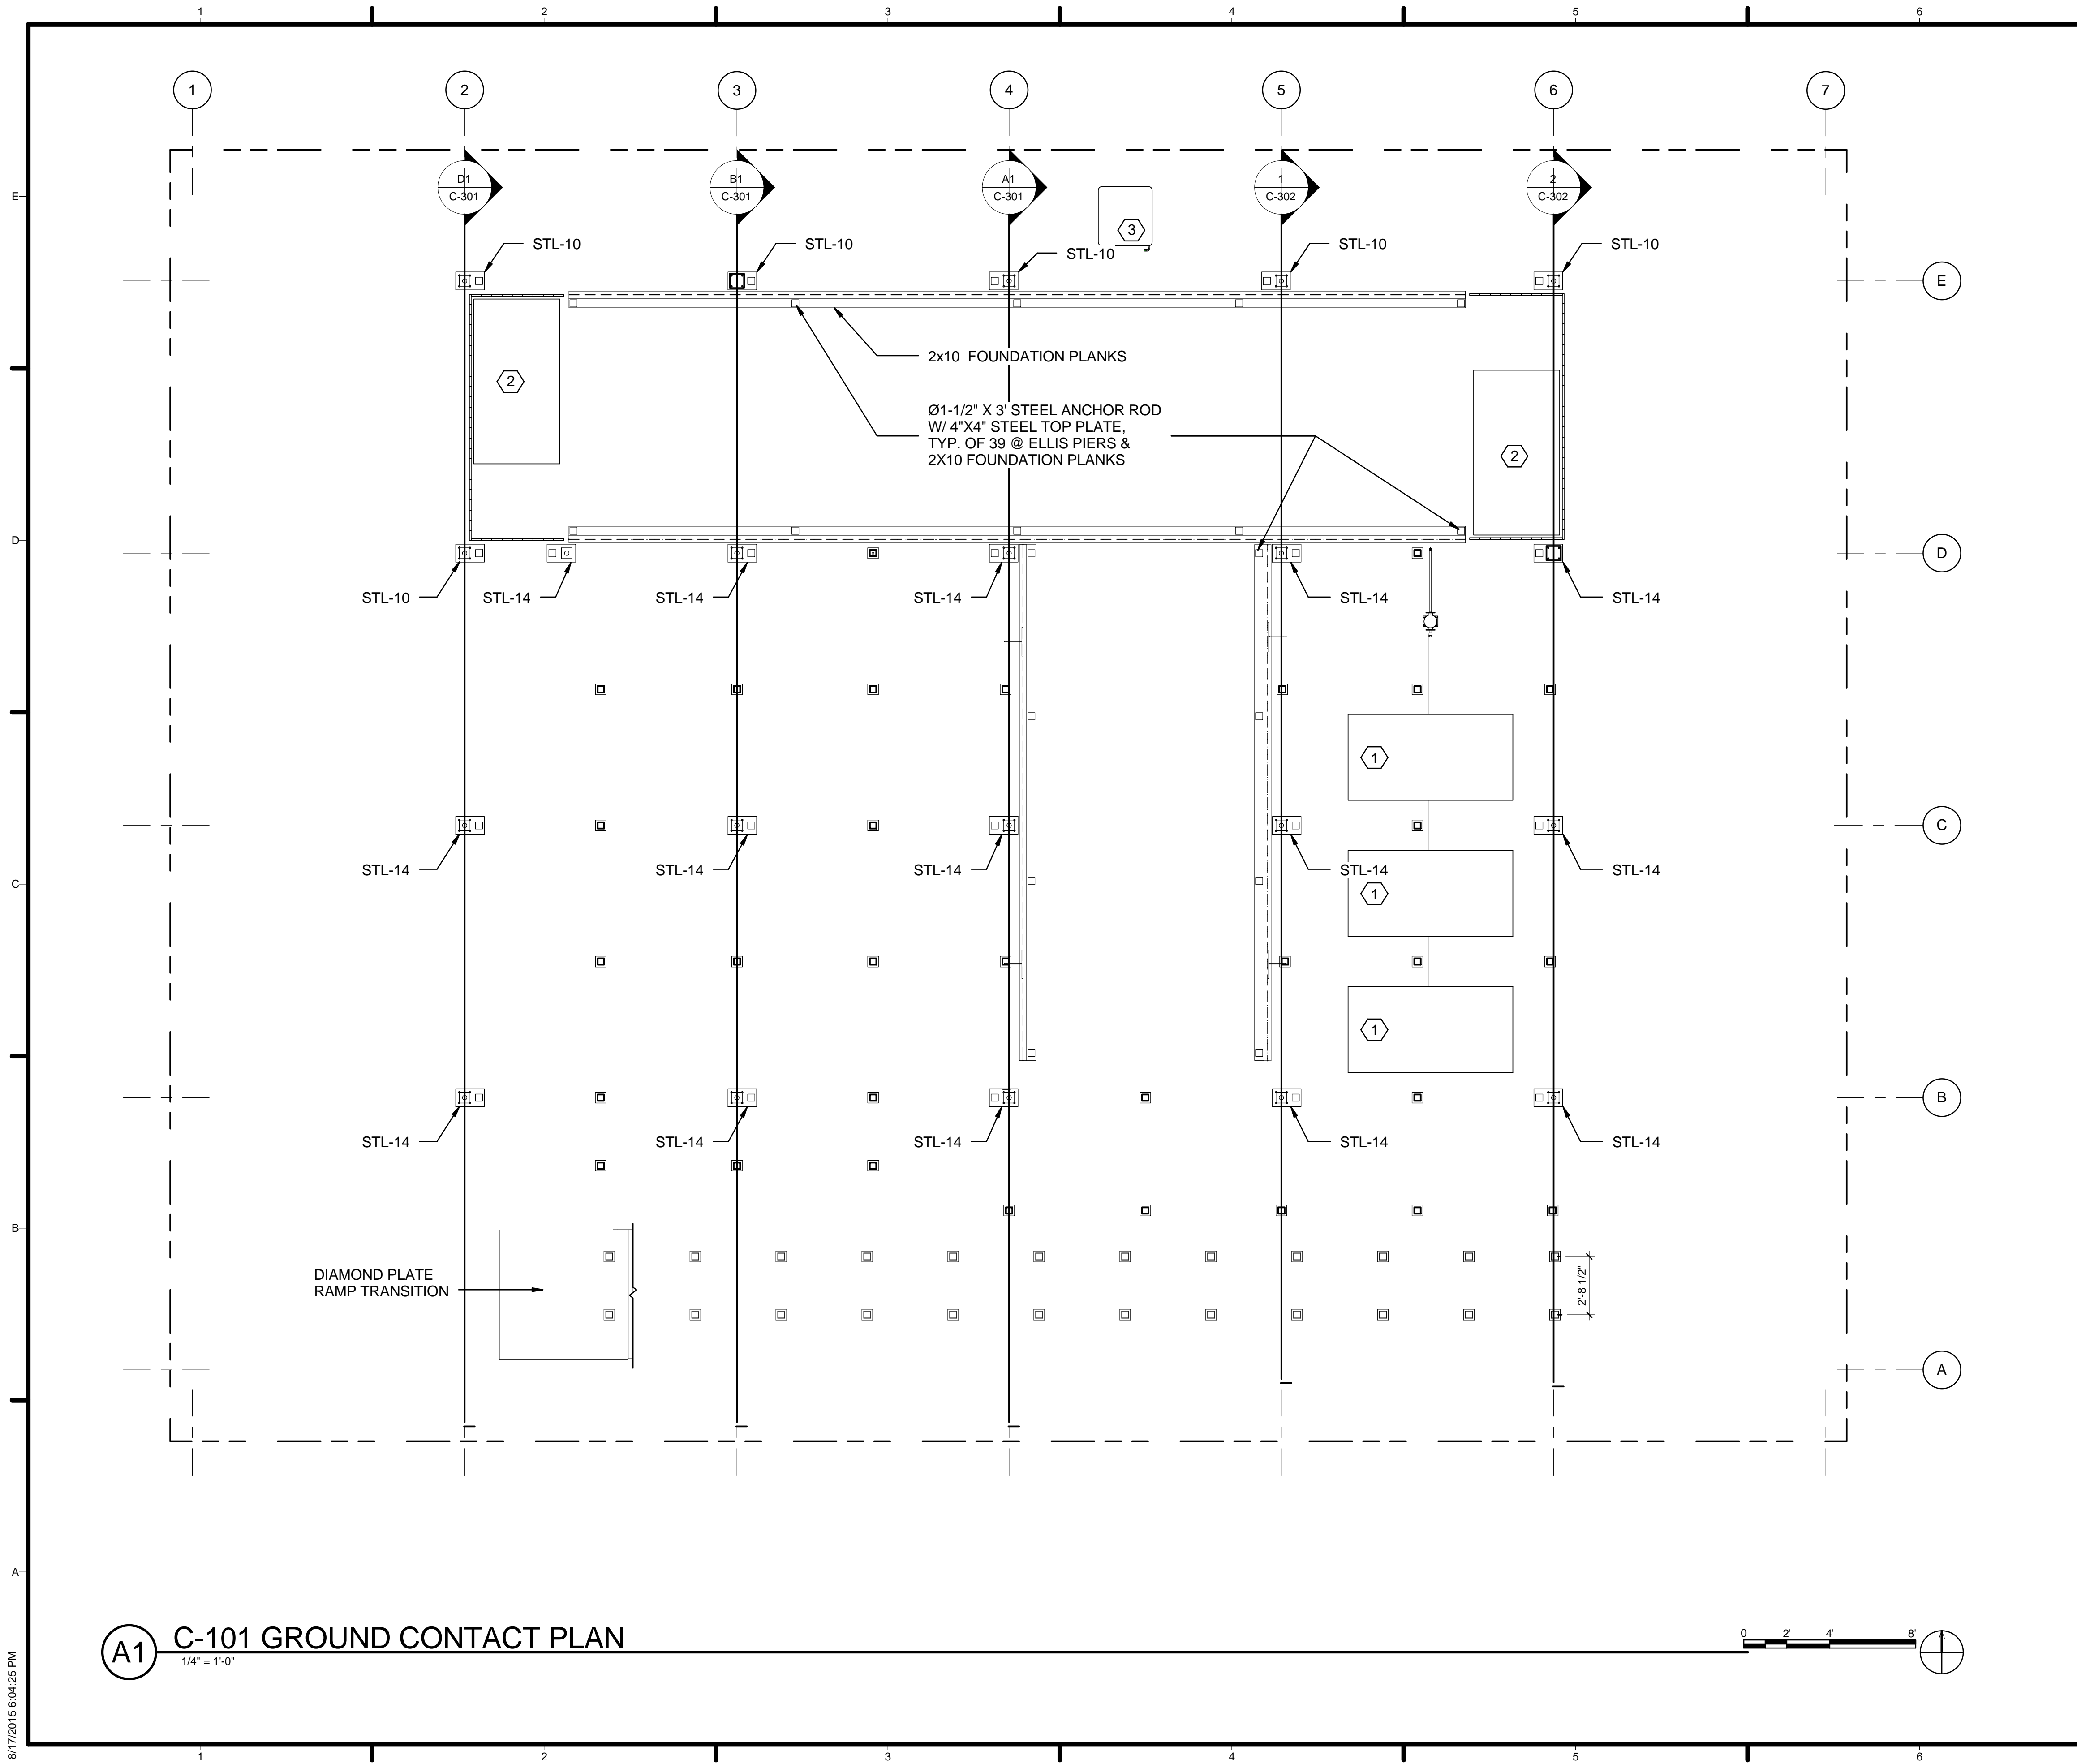 1 2 3 4 5 6
1 2 3 4 5 6 7
D1 B1 A1 1 2
C-301 C-301 C-301 C-302 C-302
E
3
STL-10 STL-10 STL-10 STL-10 STL-10
E
2x10 FOUNDATION PLANKS
2
Ø1-1/2" X 3' STEEL ANCHOR ROD
W/ 4"X4" STEEL TOP PLATE,
TYP. OF 39 @ ELLIS PIERS &
2X10 FOUNDATION PLANKS
2
D
D
STL-10 STL-14 STL-14 STL-14 STL-14 STL-14
1
C
STL-14 STL-14 STL-14 STL-14 STL-14
C
1
1
B
STL-14 STL-14 STL-14 STL-14 STL-14
B
DIAMOND PLATE
RAMP TRANSITION
2'-8 1/2"
A
A
A1
C-101 GROUND CONTACT PLAN
1/4" = 1'-0"
0 2' 4' 8'
8/17/2015 6:04:25 PM
1 2 3 4 5 6